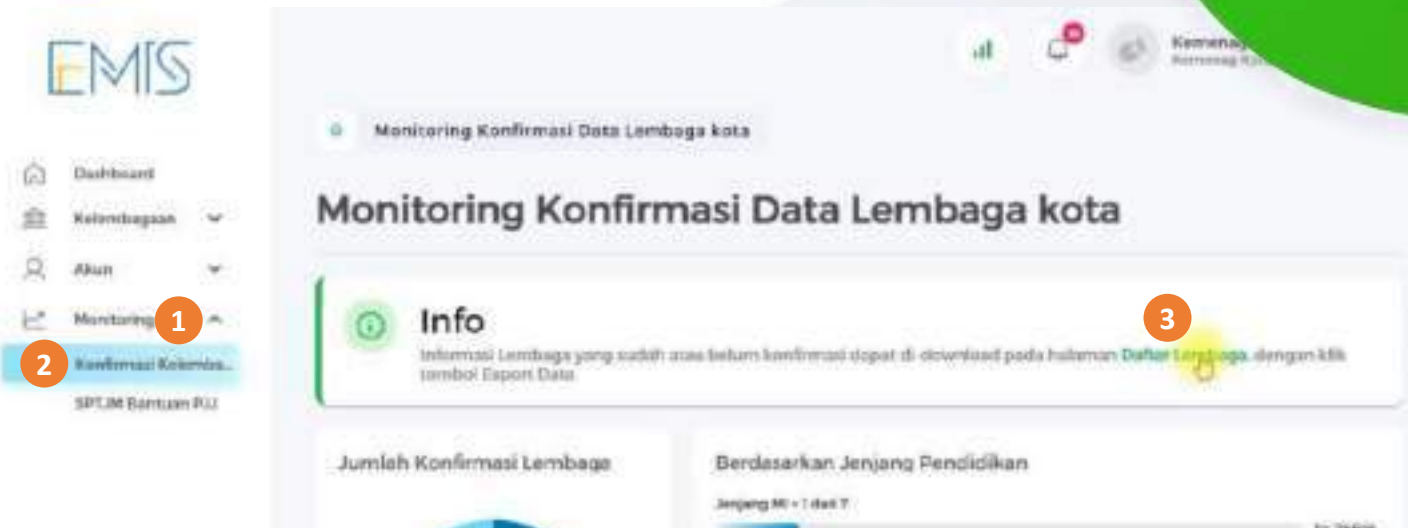 EMIS
Kemenag
Monitoring Konfirmasi Data Lembaga kota
Dashboard
Kelembagaan
Monitoring Konfirmasi Data Lembaga kota
Akun
Monitoring 1
Info
3
2 Konfirmasi Kelemba...
Informasi Lembaga yang sudah atau belum konfirmasi dapat di download pada halaman Daftar Lembaga, dengan klik
tombol Export Data
SPTJM Bantuan PIJ
Jumlah Konfirmasi Lembaga
Berdasarkan Jenjang Pendidikan
Jenjang MI - 1 dari 7